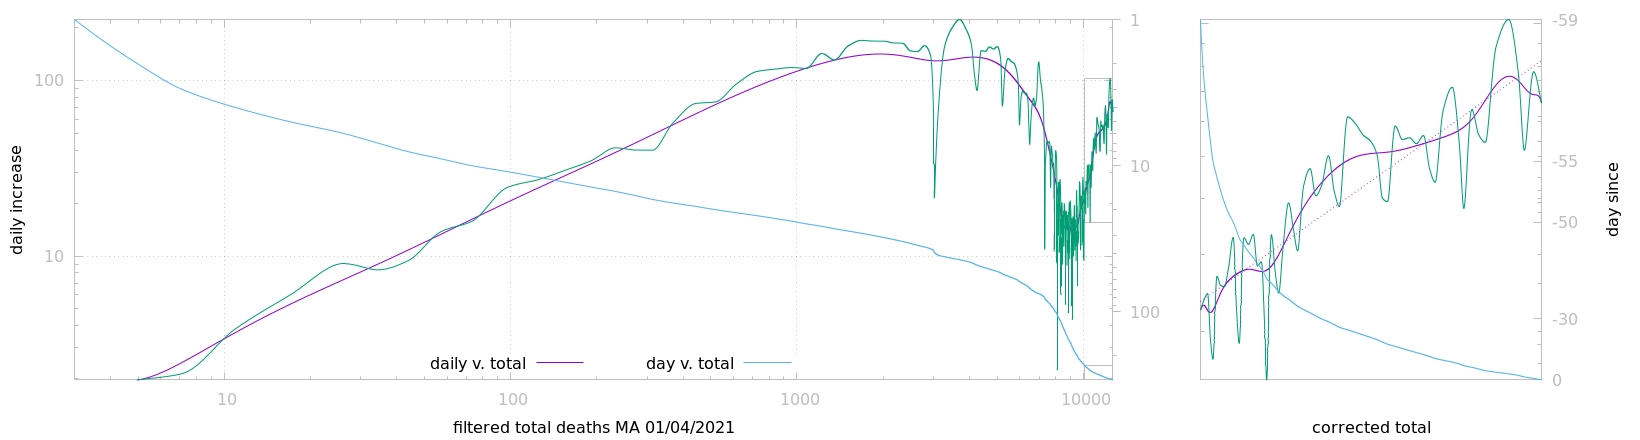 daily increase
100
10
10
100
1000
10000
1
10
100
daily v. total
day v. total
filtered total deaths MA 01/04/2021
-59
-55
-50
-30
0
day since
corrected total